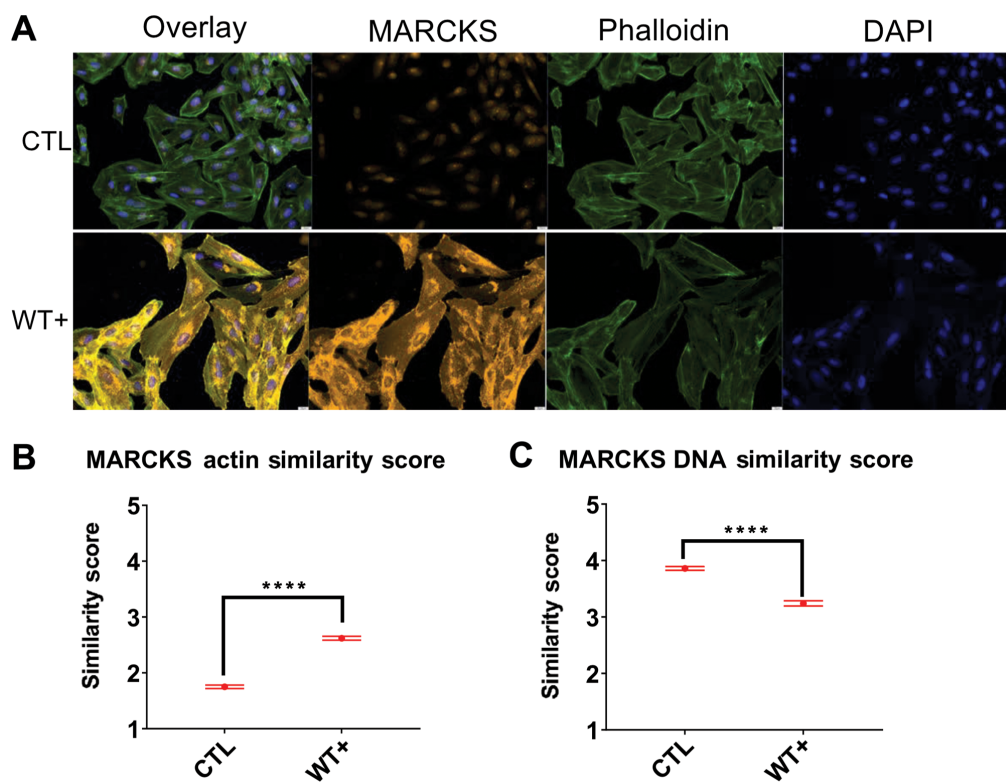 A
Overlay MARCKS Phalloidin DAPI
CTL
WT+
B MARCKS actin similarity score
Similarity score
5
4
3
2
1
****
CTL WT+
C MARCKS DNA similarity score
Similarity score
5
4
3
2
1
****
CTL WT+